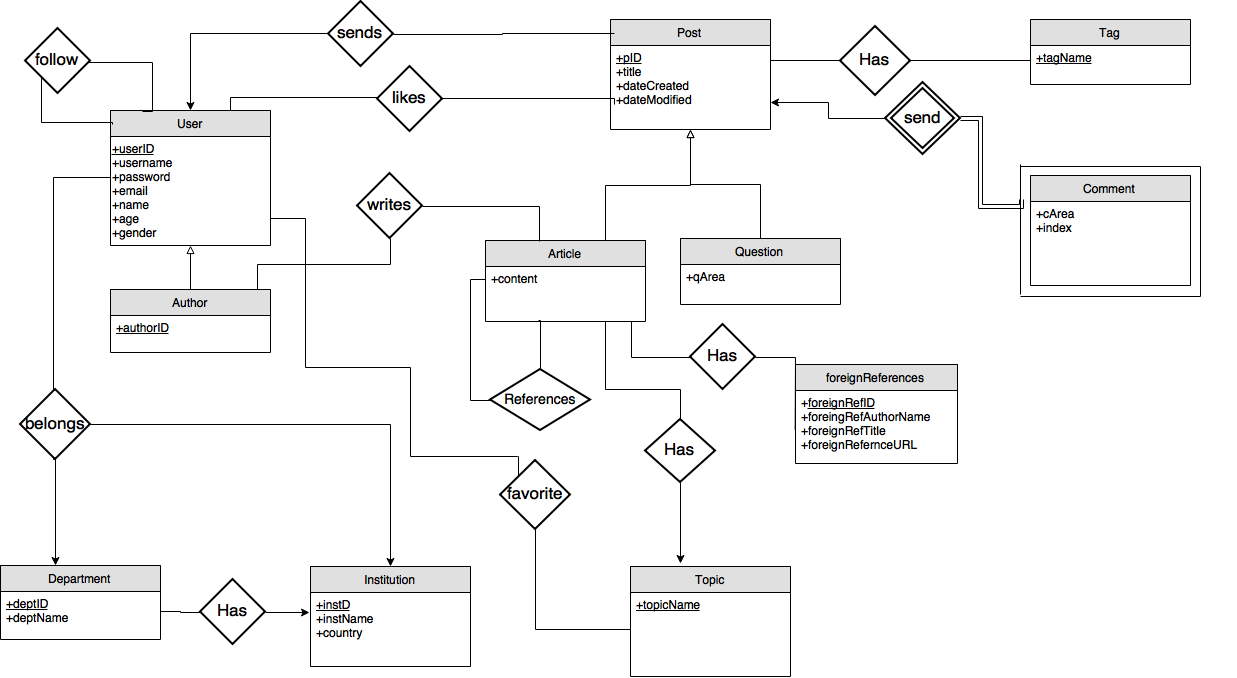 sends
Post
+pID
+title
+dateCreated
+dateModified
Has
Tag
+tagName
follow
likes
send
User
+userID
+username
+password
+email
+name
+age
+gender
writes
Comment
+cArea
+index
Article
+content
Question
+qArea
Author
+authorID
Has
foreignReferences
+foreignRefID
+foreingRefAuthorName
+foreignRefTitle
+foreignRefernceURL
References
belongs
Has
favorite
Department
+deptID
+deptName
Has
Institution
+instD
+instName
+country
Topic
+topicName